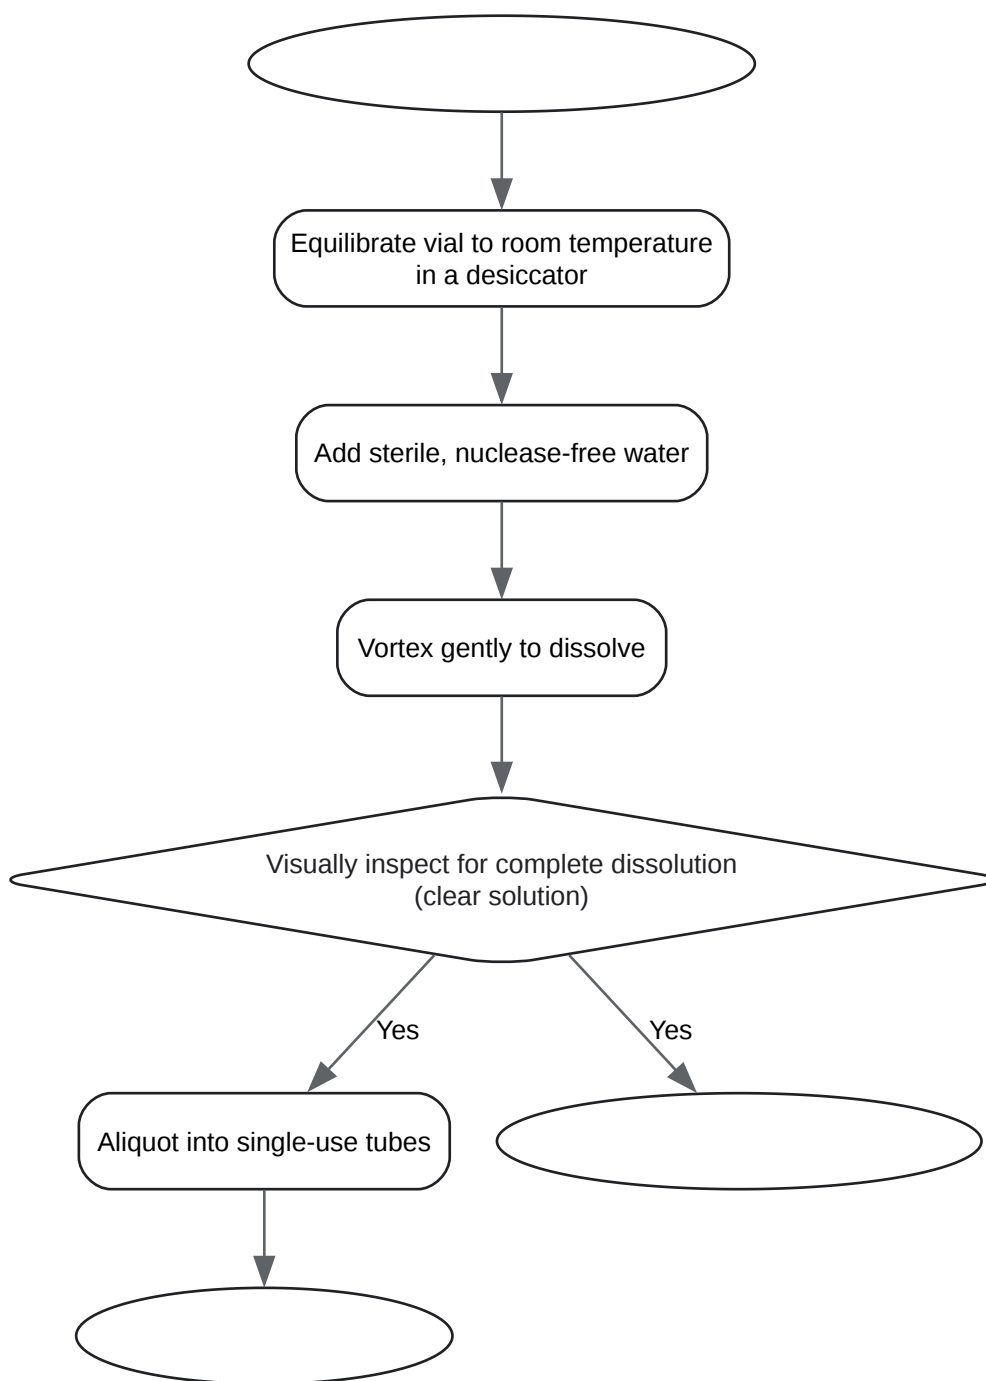 Equilibrate vial to room temperature
in a desiccator
Add sterile, nuclease-free water
Vortex gently to dissolve
Visually inspect for complete dissolution
(clear solution)
Yes
Yes
Aliquot into single-use tubes